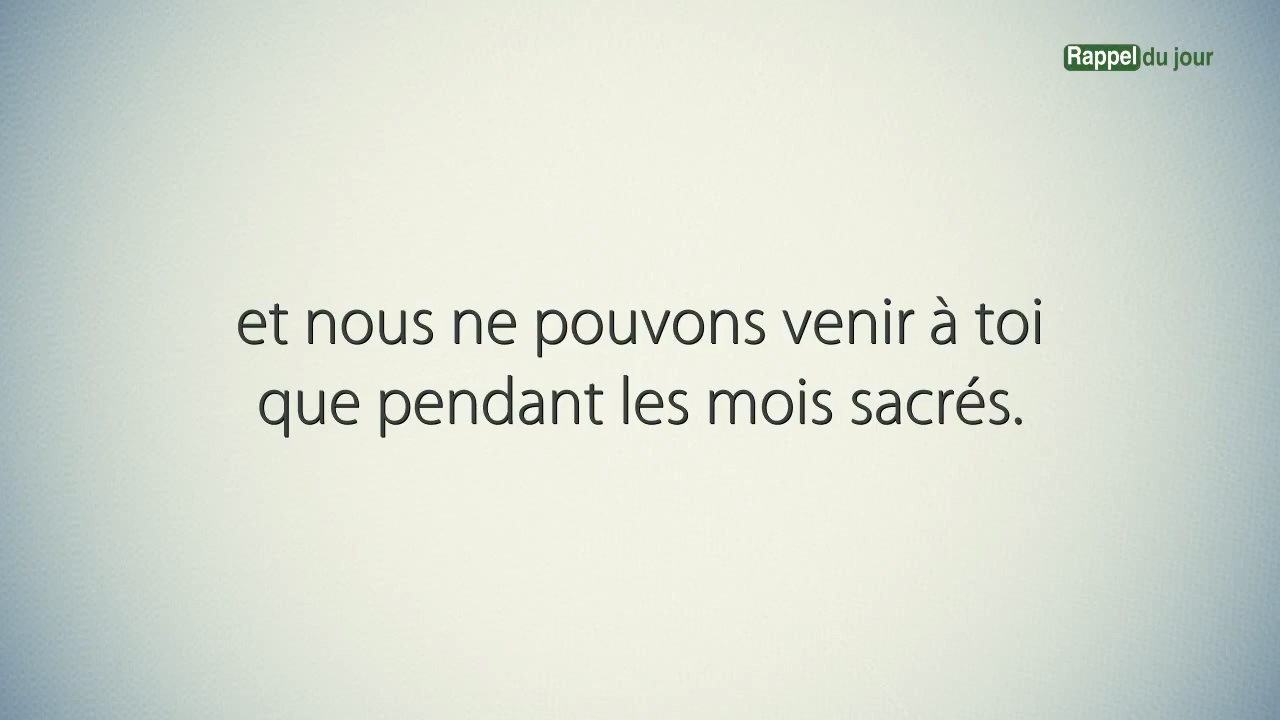 Rappel du jour
et nous ne pouvons venir à toi
que pendant les mois sacrés.